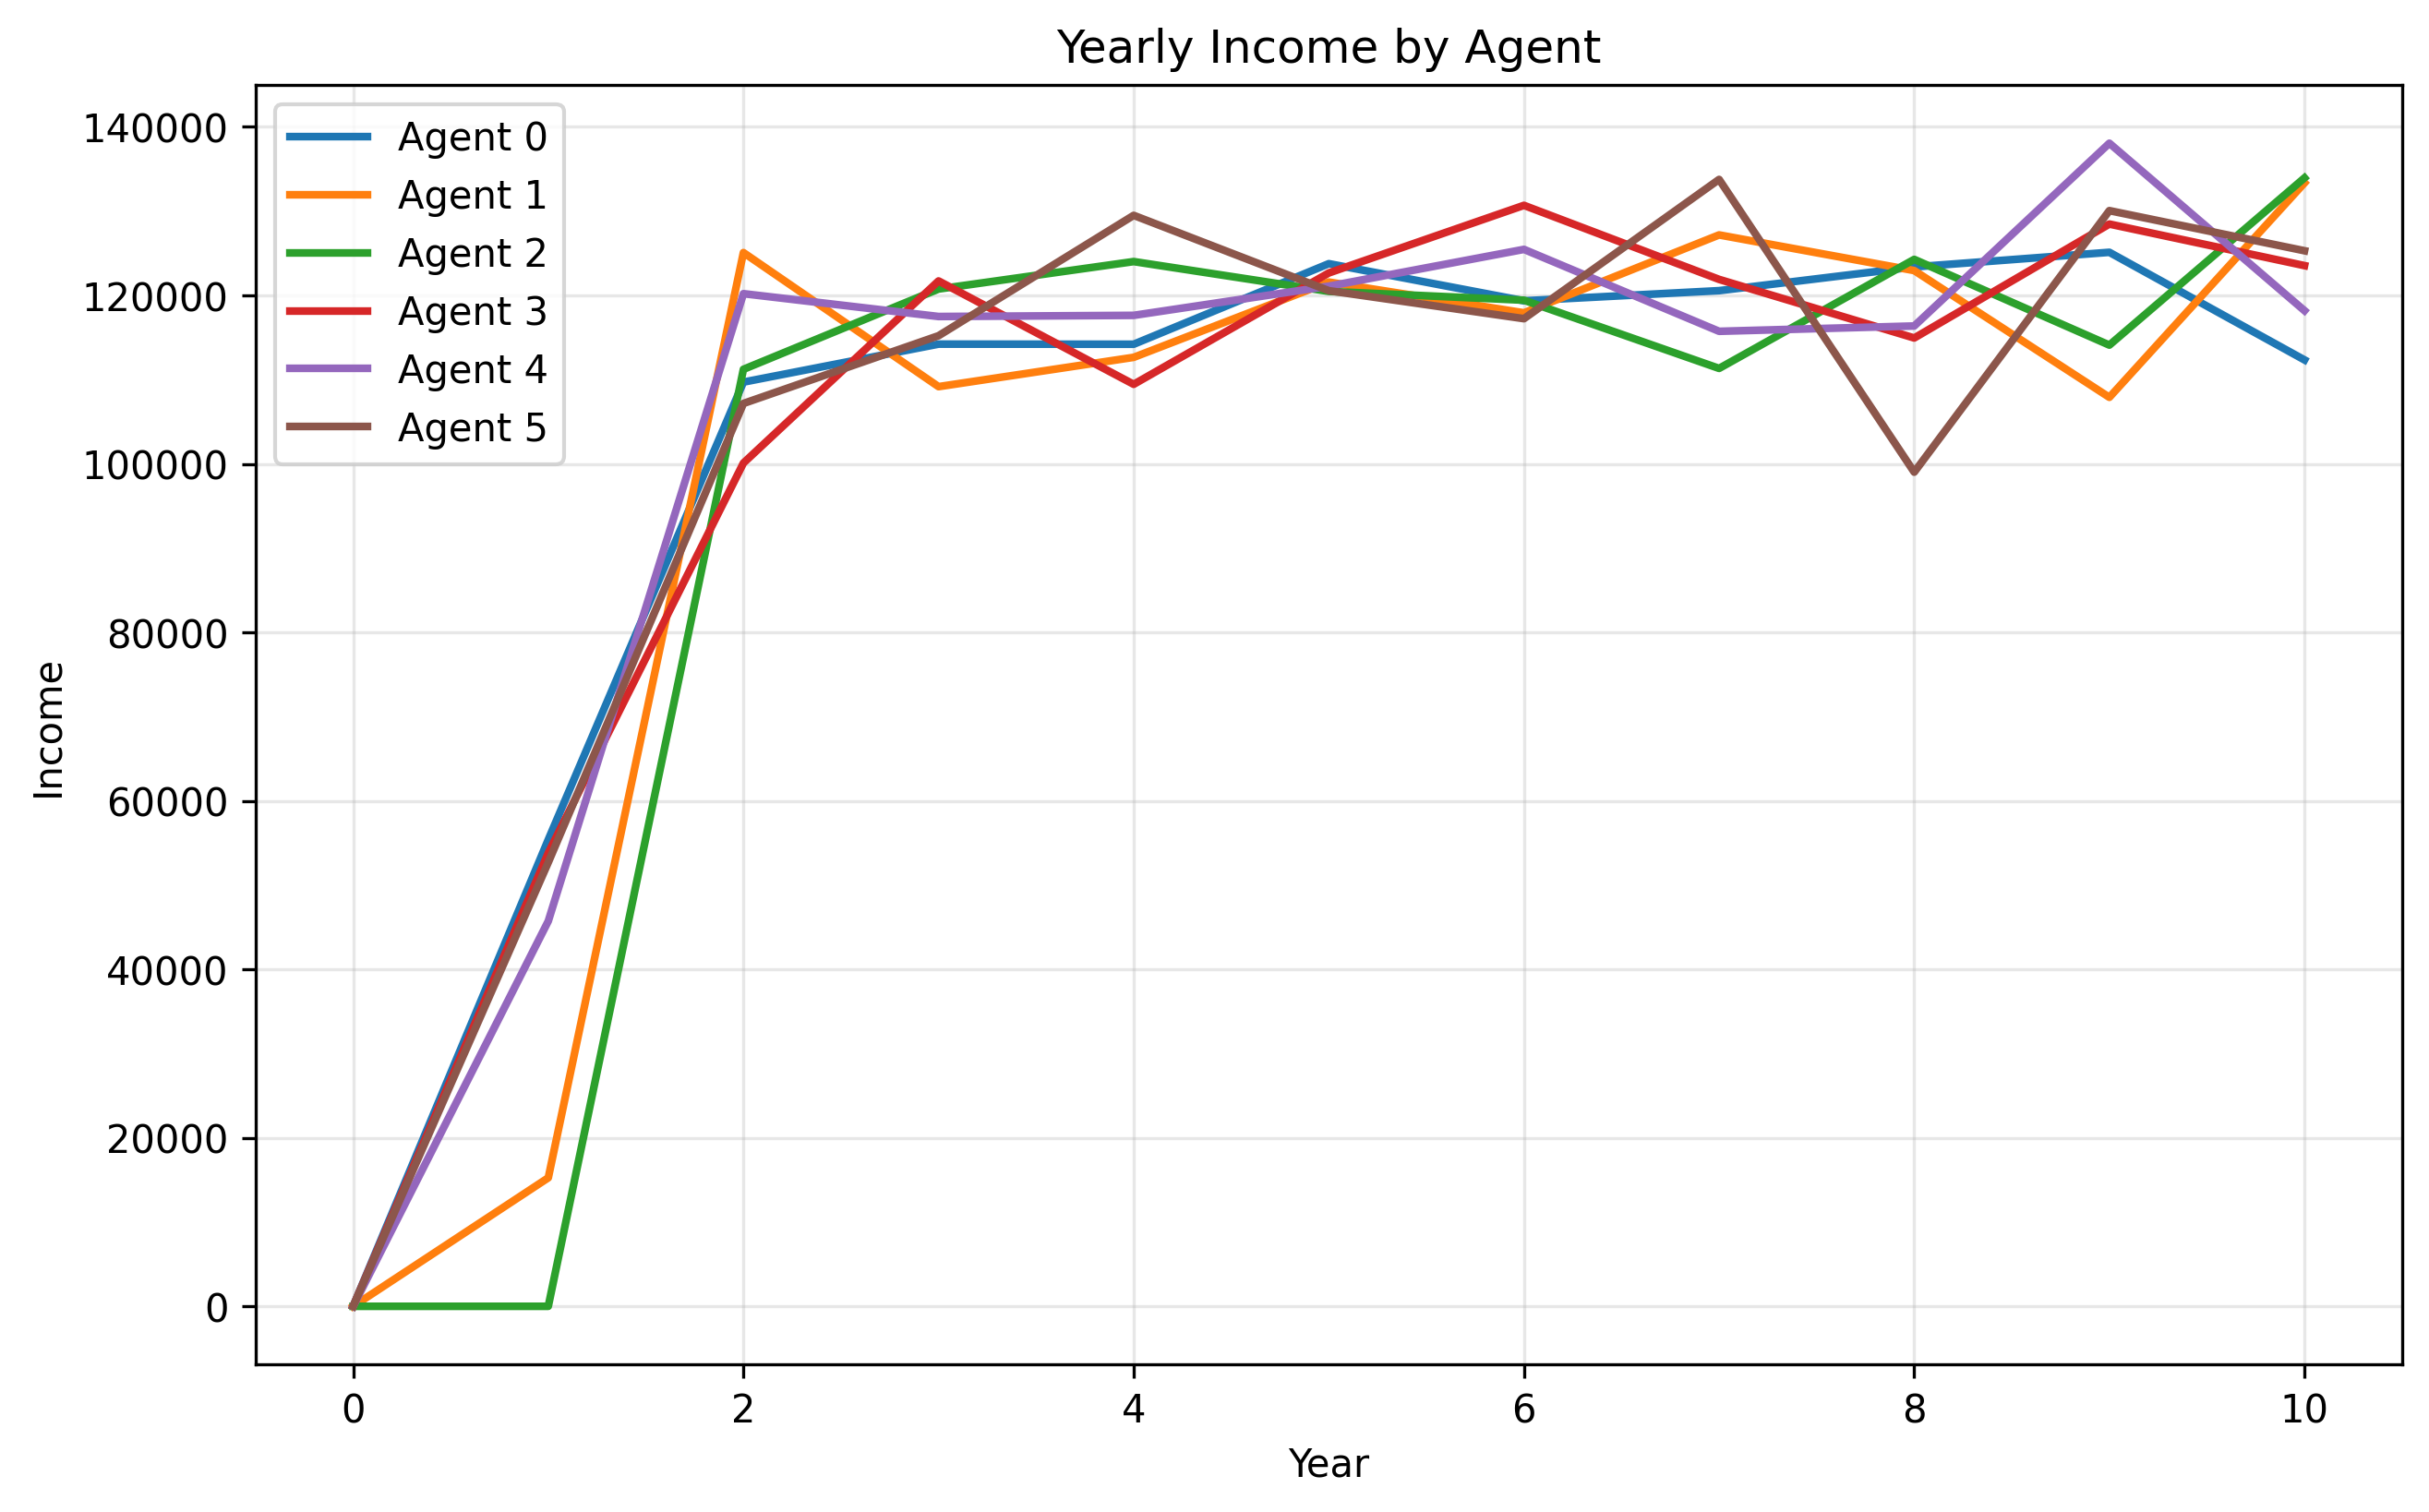 Yearly Income by Agent
140000
120000
100000
80000
60000
40000
20000
0
Income
Agent 0
Agent 1
Agent 2
Agent 3
Agent 4
Agent 5
0 2 4 6 8 10
Year